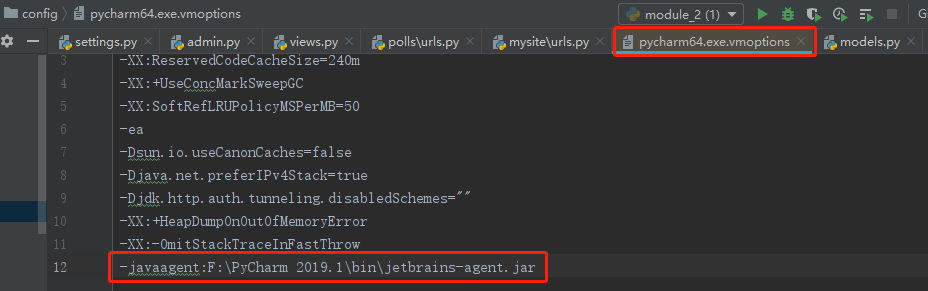 config pycharm64.exe.vmoptions module_2 (1) G
settings.py admin.py views.py polls\urls.py mysite\urls.py pycharm64.exe.vmoptions models.py
3 -XX:ReservedCodeCacheSize=240m
4 -XX:+UseConcMarkSweepGC
5 -XX:SoftRefLRUPolicyMSPerMB=50
6 -ea
7 -Dsun.io.useCanonCaches=false
8 -Djava.net.preferIPv4Stack=true
9 -Djdk.http.auth.tunneling.disabledSchemes=""
10 -XX:+HeapDumpOnOutOfMemoryError
11 -XX:-OmitStackTraceInFastThrow
12 -javaagent:F:\PyCharm 2019.1\bin\jetbrains-agent.jar